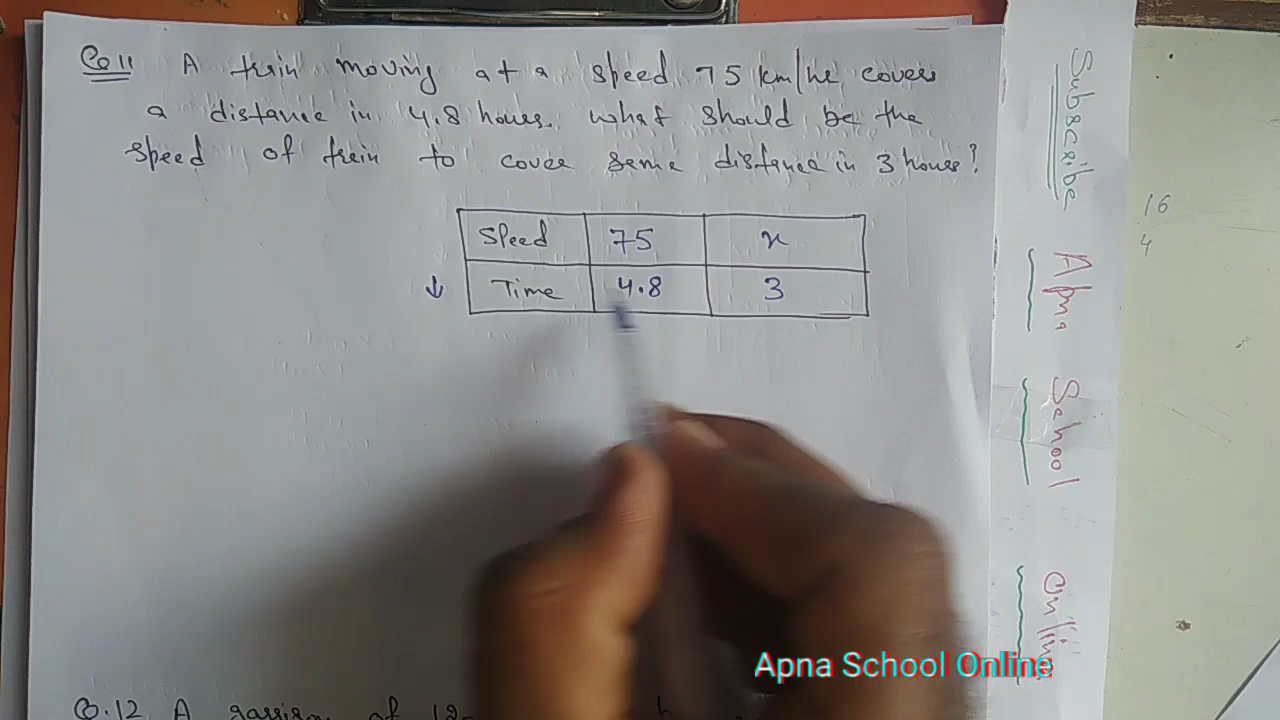 Q.11 A train moving at a speed 75 km/hr covers
a distance in 4.8 hours. what should be the
speed of train to cover same distance in 3 hours?
Speed 75 x
↓ Time 4.8 3
Q.12 A
of
Subscribe
Apna School Online
16
4
Apna School Online